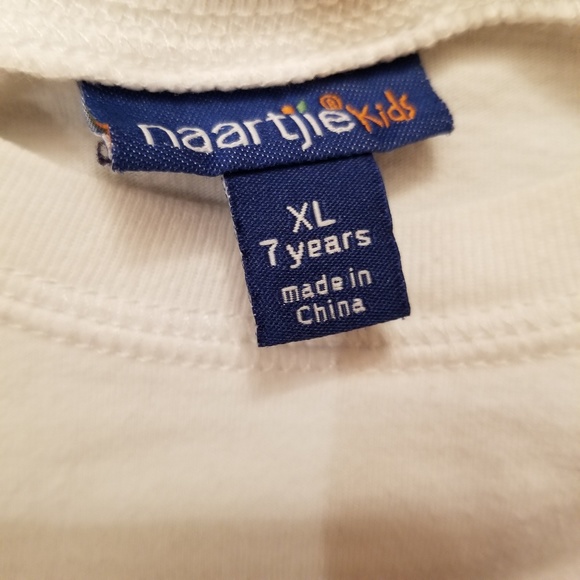 naartjie® Kids
XL
7 years
made in
China